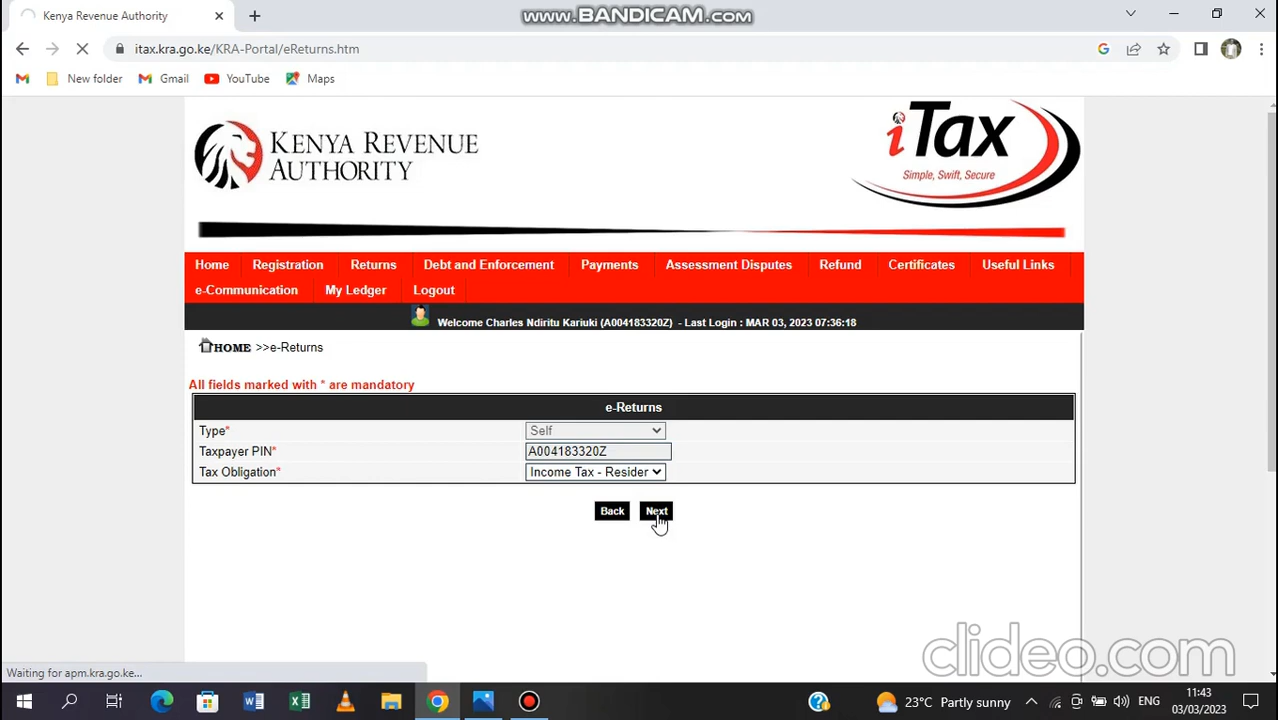 www.BANDICAM.com
Kenya Revenue Authority
itax.kra.go.ke/KRA-Portal/eReturns.htm
New folder Gmail YouTube Maps
KENYA REVENUE
AUTHORITY
iTax
Simple, Swift, Secure
Home Registration Returns Debt and Enforcement Payments Assessment Disputes Refund Certificates Useful Links
e-Communication My Ledger Logout
Welcome Charles Ndiritu Kariuki (A004183320Z) - Last Login : MAR 03, 2023 07:36:18
HOME >>e-Returns
All fields marked with * are mandatory
e-Returns
Type* Self
Taxpayer PIN* A004183320Z
Tax Obligation* Income Tax - Resider
Back Next
clideo.com
Waiting for apm.kra.go.ke...
23°C Partly sunny ENG 11:43
03/03/2023